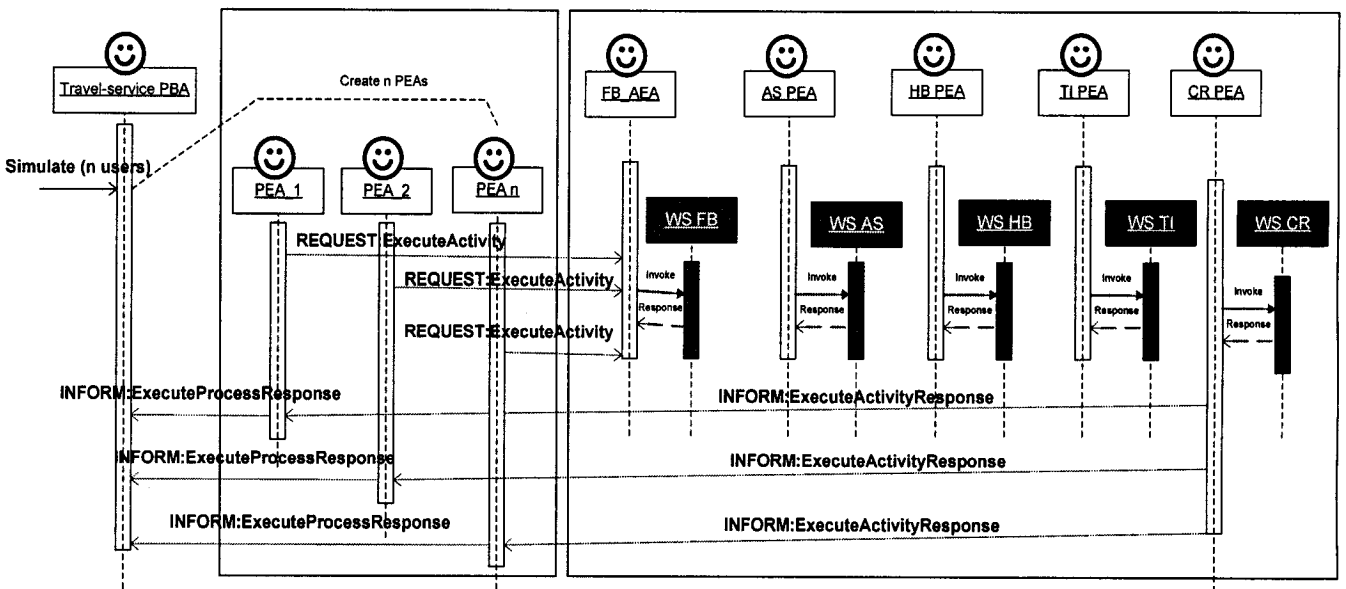 Travel-service PBA
Create n PEAs
FB_AEA
AS PEA
HB PEA
TI PEA
CR PEA
Simulate (n users)
PEA_1
PEA_2
PEA n
WS FB
WS AS
WS HB
WS TI
WS CR
REQUEST:ExecuteActivity
REQUEST:ExecuteActivity
REQUEST:ExecuteActivity
Invoke
Response
Invoke
Response
Invoke
Response
Invoke
Response
Invoke
Response
INFORM:ExecuteProcessResponse
INFORM:ExecuteActivityResponse
INFORM:ExecuteProcessResponse
INFORM:ExecuteActivityResponse
INFORM:ExecuteProcessResponse
INFORM:ExecuteActivityResponse